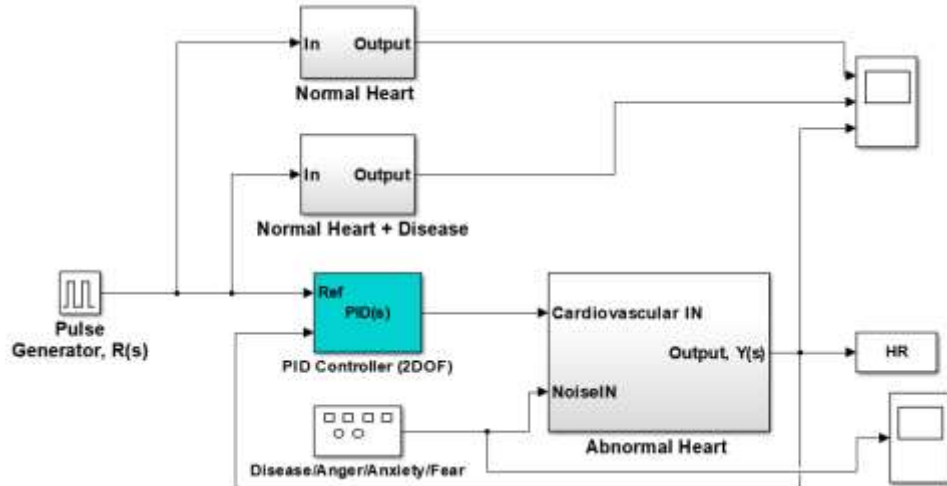 In Output
Normal Heart
In Output
Normal Heart + Disease
Ref
PID(s)
PID Controller (2DOF)
Pulse
Generator, R(s)
Cardiovascular IN
Output, Y(s)
NoiseIN
Abnormal Heart
HR
Disease/Anger/Anxiety/Fear